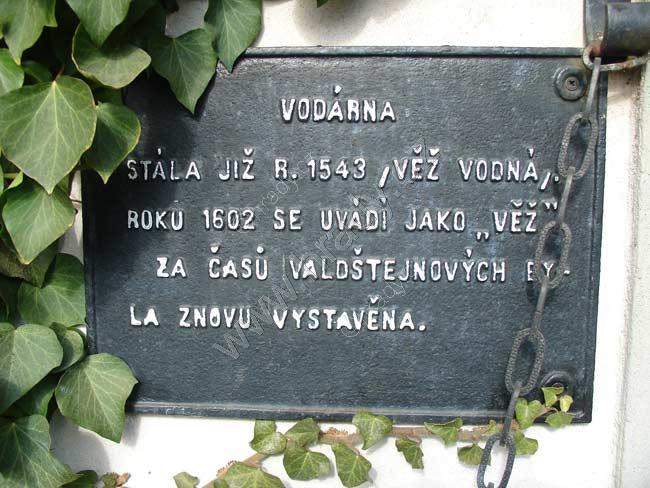 VODÁRNA
STÁLA JIŽ R. 1543 ,VĚŽ VODNÁ,,
ROKU 1602 SE UVÁDÍ JAKO „VĚŽ"
ZA ČASŮ VALDŠTEJNOVÝCH BY-
LA ZNOVU VYSTAVĚNA.